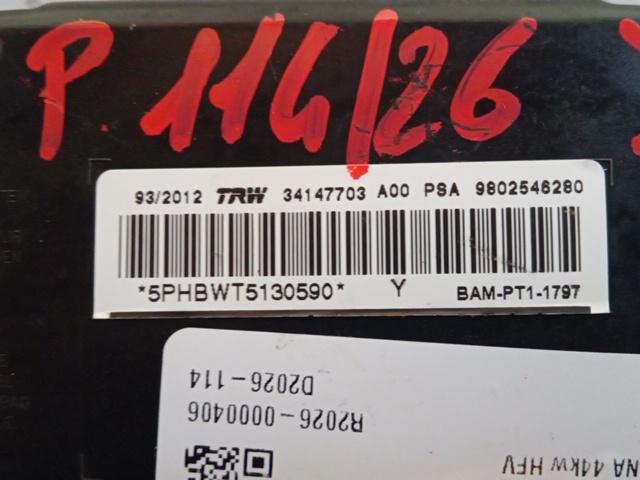 P. 114/26
93/2012 TRW 34147703 A00 PSA 9802546280
*5PHBWT5130590* Y BAM-PT1-1797
D2026-114
R2026-0000406
NA 44kw HFV